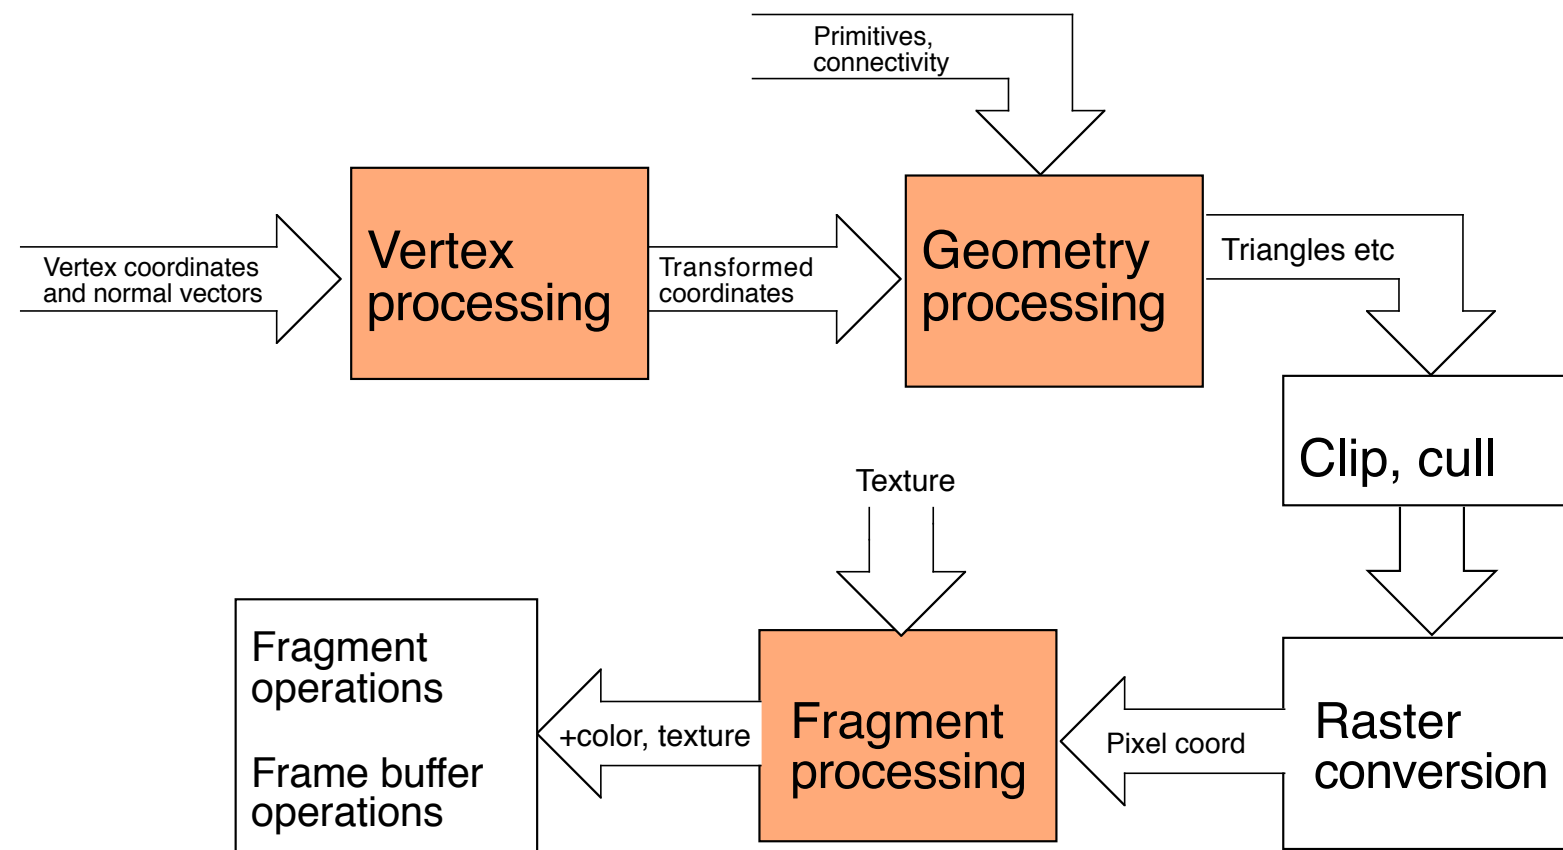 Primitives,
connectivity
Vertex coordinates
and normal vectors
Vertex
processing
Transformed
coordinates
Geometry
processing
Triangles etc
Clip, cull
Texture
Fragment
operations
Frame buffer
operations
+color, texture
Fragment
processing
Pixel coord
Raster
conversion